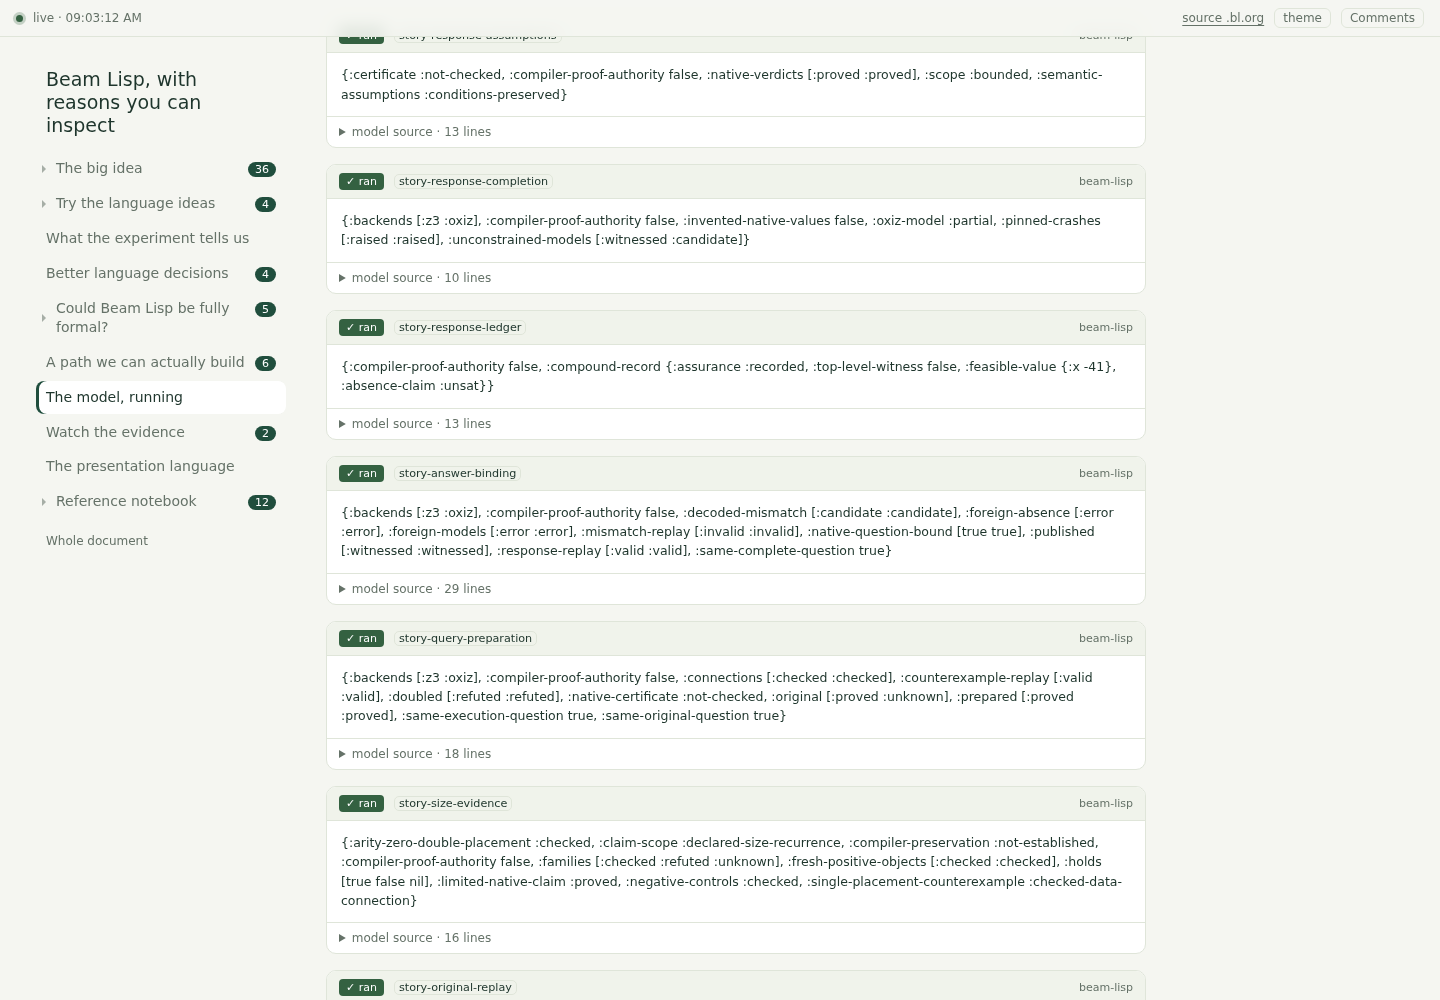 live · 09:03:12 AM
source .bl.org
theme
Comments
Beam Lisp, with
reasons you can
inspect
The big idea 36
Try the language ideas 4
What the experiment tells us
Better language decisions 4
Could Beam Lisp be fully 5
formal?
A path we can actually build 6
The model, running
Watch the evidence 2
The presentation language
Reference notebook 12
Whole document
✓ ran story-response-assumptions beam-lisp
{:certificate :not-checked, :compiler-proof-authority false, :native-verdicts [:proved :proved], :scope :bounded, :semantic-
assumptions :conditions-preserved}
model source · 13 lines
✓ ran story-response-completion beam-lisp
{:backends [:z3 :oxiz], :compiler-proof-authority false, :invented-native-values false, :oxiz-model :partial, :pinned-crashes
[:raised :raised], :unconstrained-models [:witnessed :candidate]}
model source · 10 lines
✓ ran story-response-ledger beam-lisp
{:compiler-proof-authority false, :compound-record {:assurance :recorded, :top-level-witness false, :feasible-value {:x -41},
:absence-claim :unsat}}
model source · 13 lines
✓ ran story-answer-binding beam-lisp
{:backends [:z3 :oxiz], :compiler-proof-authority false, :decoded-mismatch [:candidate :candidate], :foreign-absence [:error
:error], :foreign-models [:error :error], :mismatch-replay [:invalid :invalid], :native-question-bound [true true], :published
[:witnessed :witnessed], :response-replay [:valid :valid], :same-complete-question true}
model source · 29 lines
✓ ran story-query-preparation beam-lisp
{:backends [:z3 :oxiz], :compiler-proof-authority false, :connections [:checked :checked], :counterexample-replay [:valid
:valid], :doubled [:refuted :refuted], :native-certificate :not-checked, :original [:proved :unknown], :prepared [:proved
:proved], :same-execution-question true, :same-original-question true}
model source · 18 lines
✓ ran story-size-evidence beam-lisp
{:arity-zero-double-placement :checked, :claim-scope :declared-size-recurrence, :compiler-preservation :not-established,
:compiler-proof-authority false, :families [:checked :refuted :unknown], :fresh-positive-objects [:checked :checked], :holds
[true false nil], :limited-native-claim :proved, :negative-controls :checked, :single-placement-counterexample :checked-data-
connection}
model source · 16 lines
✓ ran story-original-replay beam-lisp